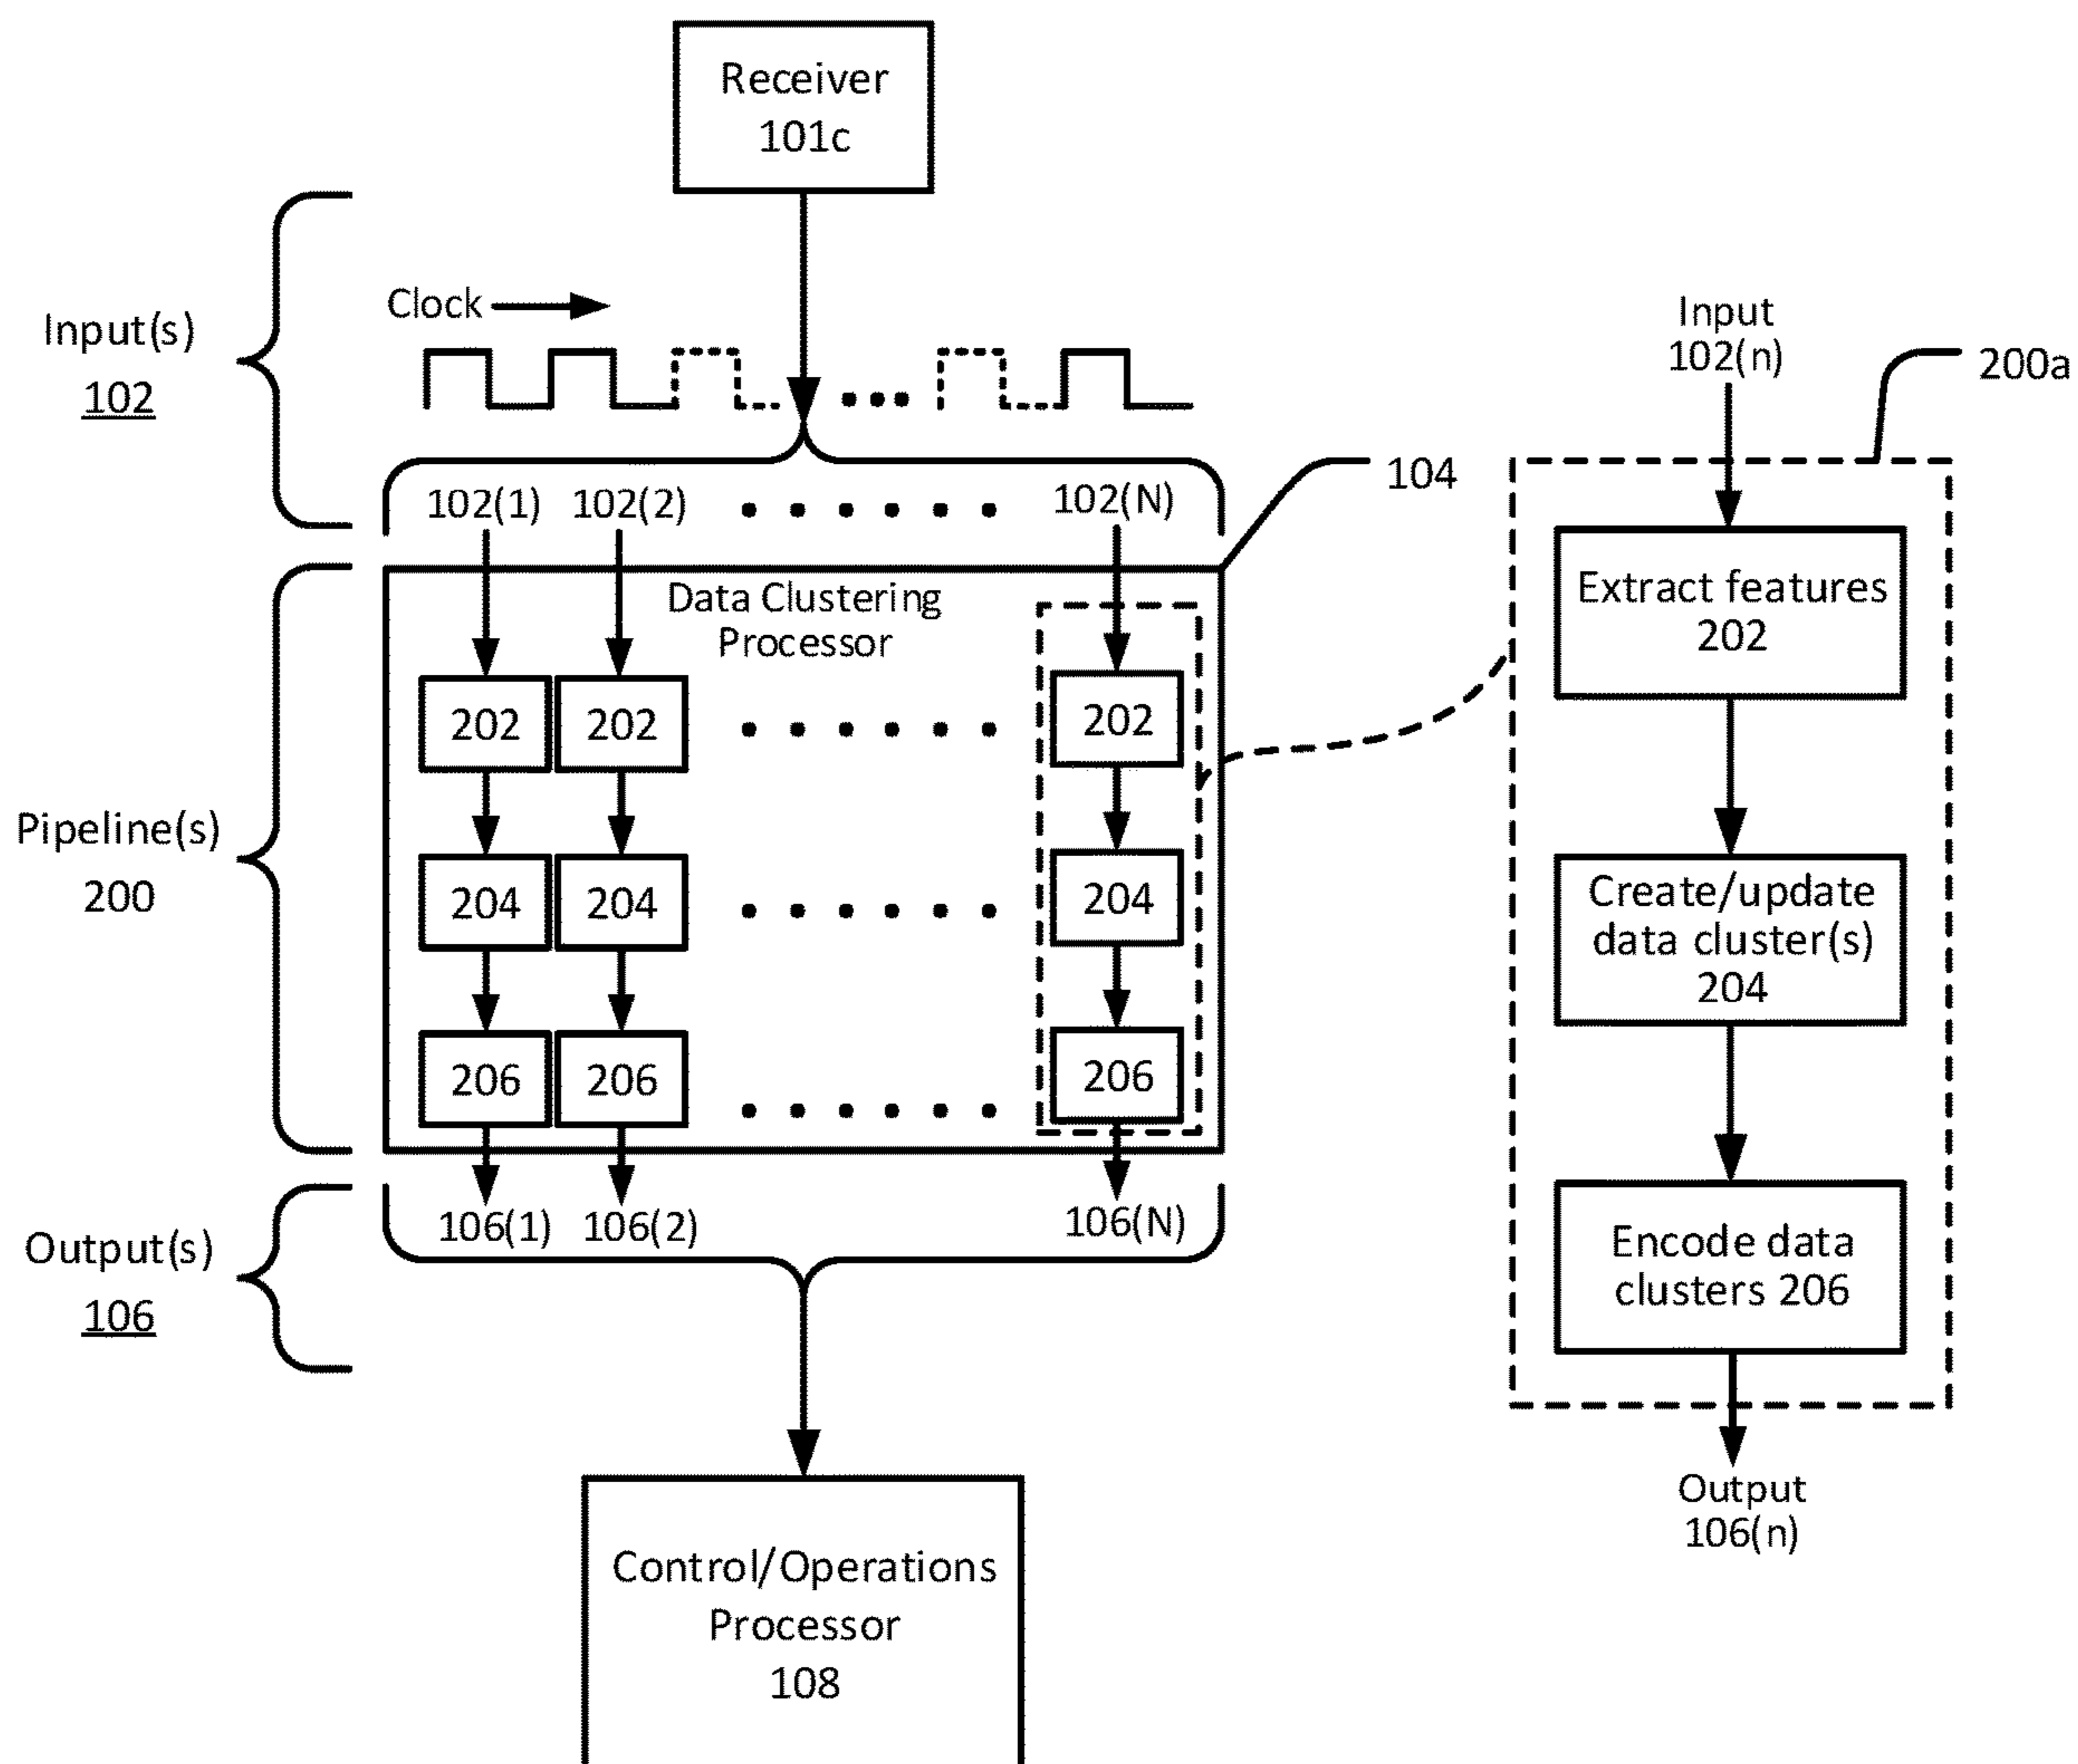 Receiver
101c
Clock
Input(s)
102
102(1) 102(2) 102(N)
104
Data Clustering
Processor
202 202 202
204 204 204
206 206 206
Pipeline(s)
200
106(1) 106(2) 106(N)
Output(s)
106
Control/Operations
Processor
108
Input
102(n)
200a
Extract features
202
Create/update
data cluster(s)
204
Encode data
clusters 206
Output
106(n)